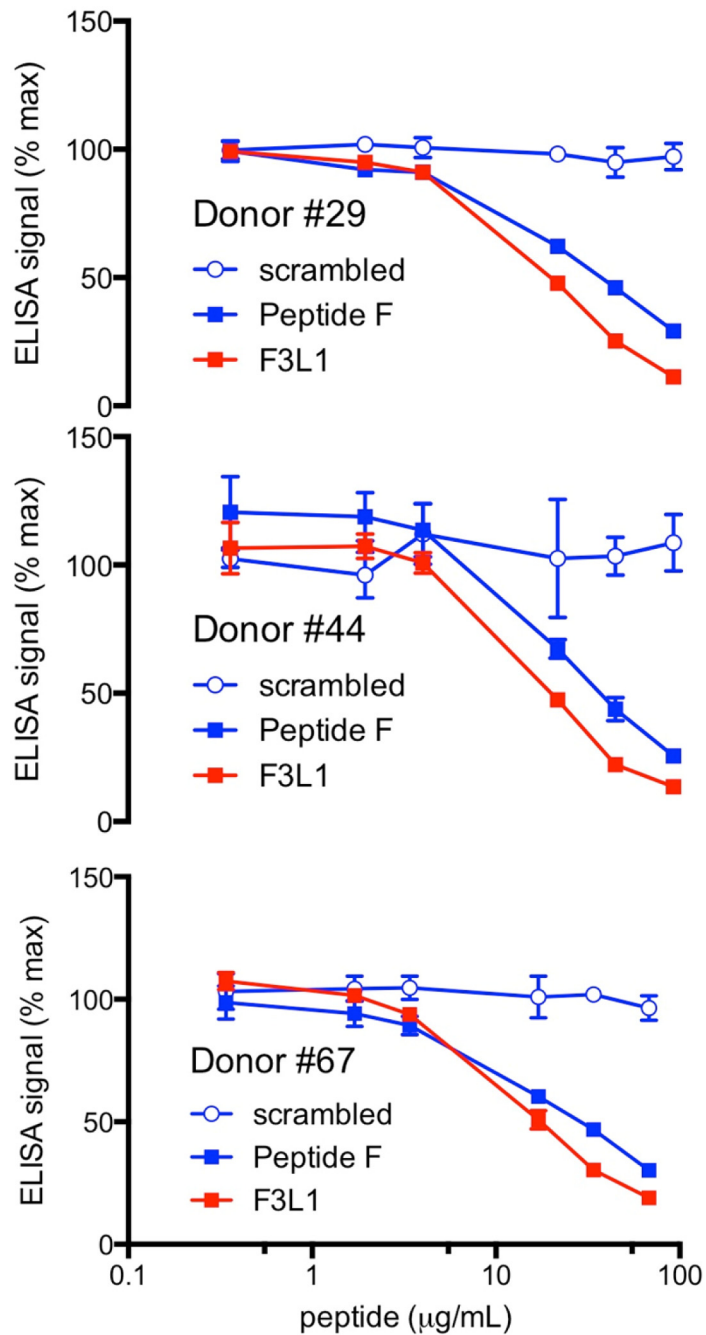 150
100
50
0
ELISA signal (% max)
Donor #29
scrambled
Peptide F
F3L1
150
100
50
0
ELISA signal (% max)
Donor #44
scrambled
Peptide F
F3L1
150
100
50
0
ELISA signal (% max)
Donor #67
scrambled
Peptide F
F3L1
0.1 1 10 100
peptide (μg/mL)